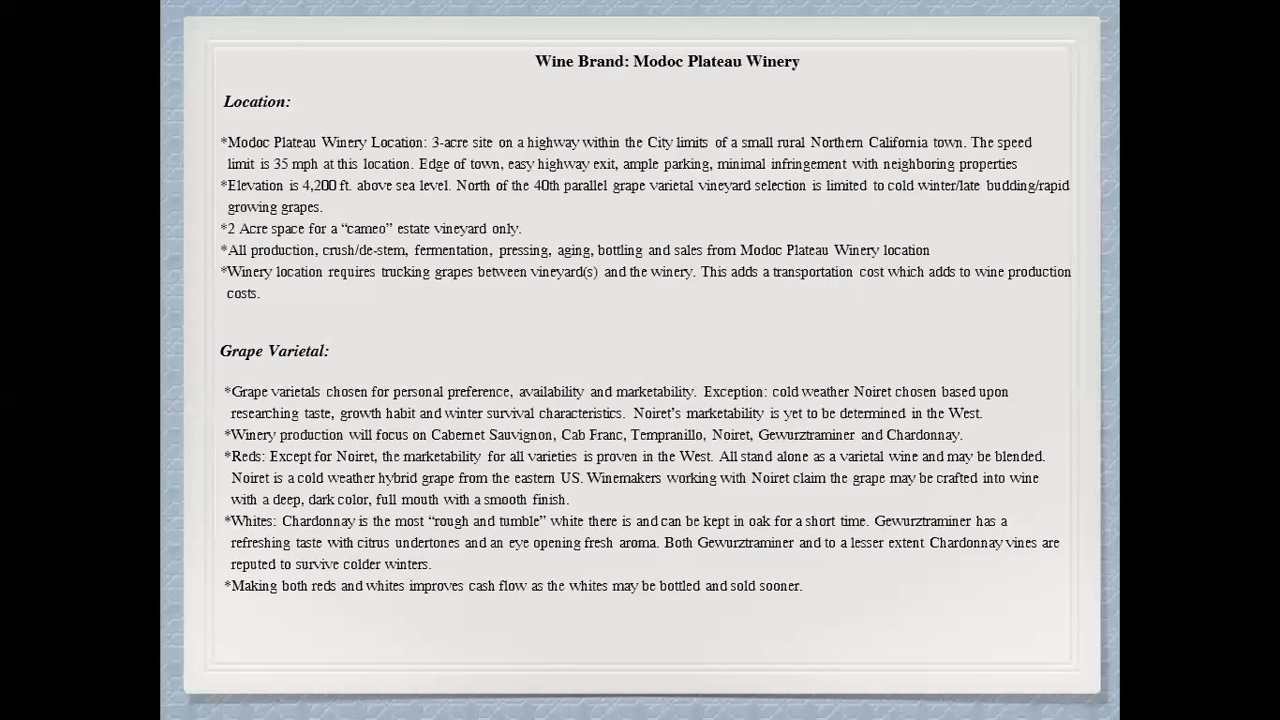 Wine Brand: Modoc Plateau Winery
Location:
*Modoc Plateau Winery Location: 3-acre site on a highway within the City limits of a small rural Northern California town. The speed
limit is 35 mph at this location. Edge of town, easy highway exit, ample parking, minimal infringement with neighboring properties
*Elevation is 4,200 ft. above sea level. North of the 40th parallel grape varietal vineyard selection is limited to cold winter/late budding/rapid
growing grapes.
*2 Acre space for a “cameo” estate vineyard only.
*All production, crush/de-stem, fermentation, pressing, aging, bottling and sales from Modoc Plateau Winery location
*Winery location requires trucking grapes between vineyard(s) and the winery. This adds a transportation cost which adds to wine production
costs.
Grape Varietal:
*Grape varietals chosen for personal preference, availability and marketability. Exception: cold weather Noiret chosen based upon
researching taste, growth habit and winter survival characteristics. Noiret’s marketability is yet to be determined in the West.
*Winery production will focus on Cabernet Sauvignon, Cab Franc, Tempranillo, Noiret, Gewurztraminer and Chardonnay.
*Reds: Except for Noiret, the marketability for all varieties is proven in the West. All stand alone as a varietal wine and may be blended.
Noiret is a cold weather hybrid grape from the eastern US. Winemakers working with Noiret claim the grape may be crafted into wine
with a deep, dark color, full mouth with a smooth finish.
*Whites: Chardonnay is the most “rough and tumble” white there is and can be kept in oak for a short time. Gewurztraminer has a
refreshing taste with citrus undertones and an eye opening fresh aroma. Both Gewurztraminer and to a lesser extent Chardonnay vines are
reputed to survive colder winters.
*Making both reds and whites improves cash flow as the whites may be bottled and sold sooner.